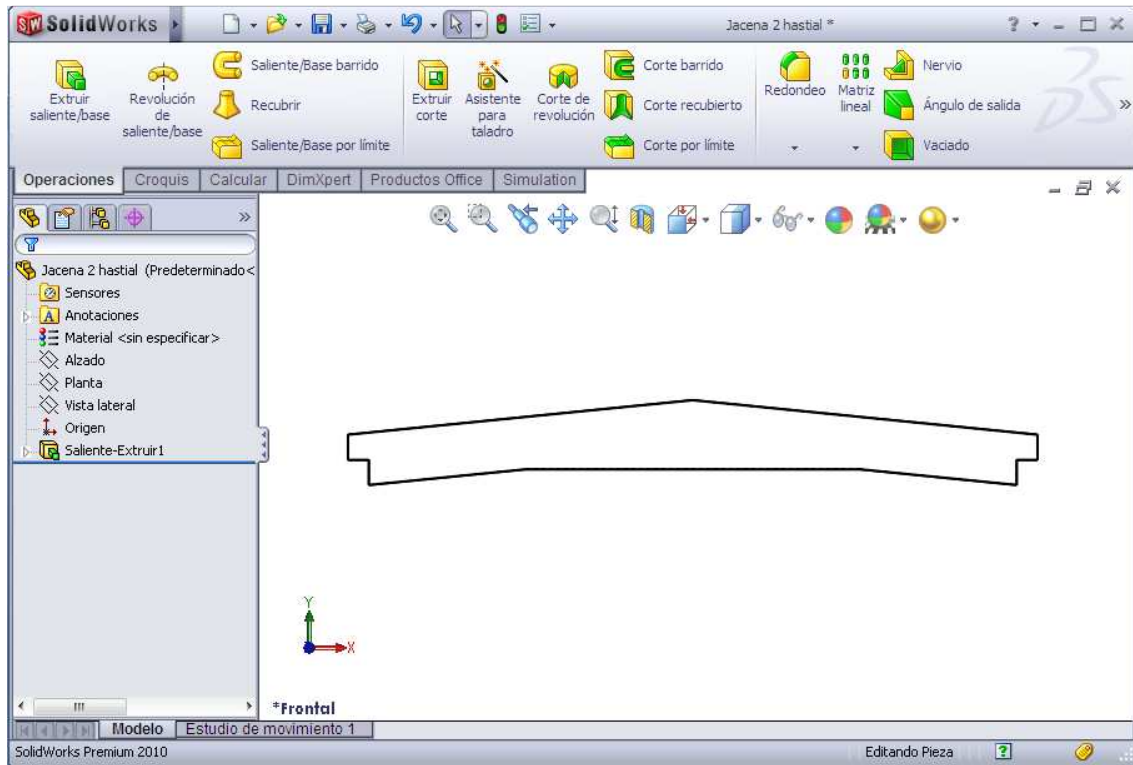 SolidWorks
Jacena 2 hastial *
Extruir saliente/base
Revolución de saliente/base
Saliente/Base barrido
Recubrir
Saliente/Base por límite
Extruir corte
Asistente para taladro
Corte de revolución
Corte barrido
Corte recubierto
Corte por límite
Redondeo
Matriz lineal
Nervio
Ángulo de salida
Vaciado
Operaciones Croquis Calcular DimXpert Productos Office Simulation
Jacena 2 hastial (Predeterminado<
Sensores
Anotaciones
Material <sin especificar>
Alzado
Planta
Vista lateral
Origen
Saliente-Extruir1
Y
X
*Frontal
Modelo Estudio de movimiento 1
SolidWorks Premium 2010 Editando Pieza